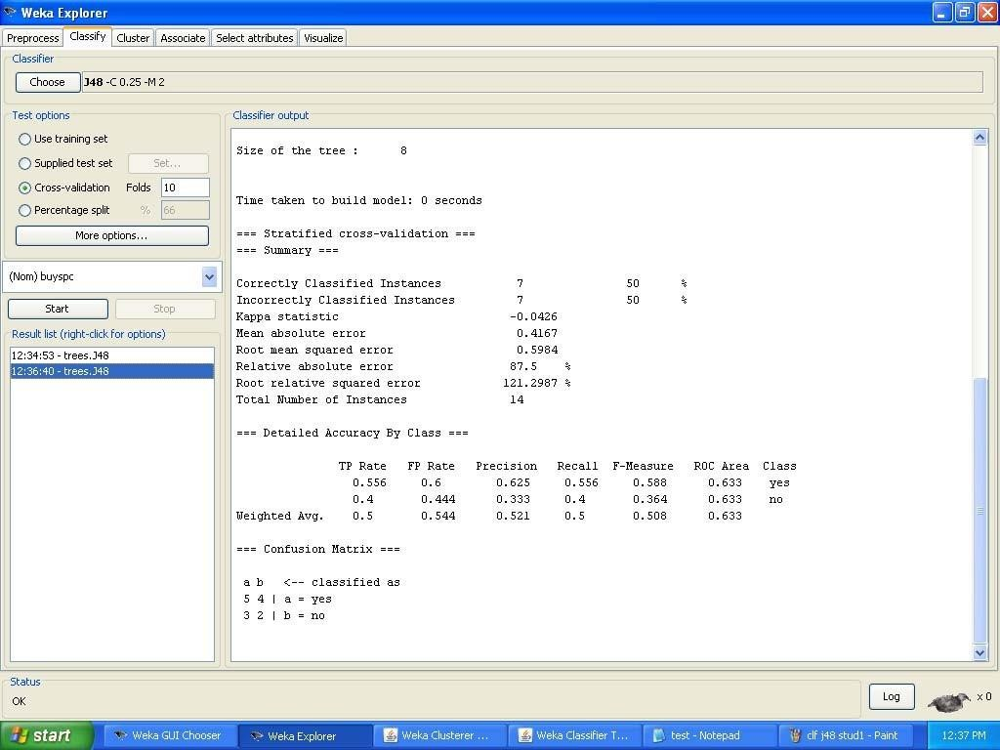 Weka Explorer
Preprocess Classify Cluster Associate Select attributes Visualize
Classifier
Choose J48 -C 0.25 -M 2
Test options
Use training set
Supplied test set Set...
Cross-validation Folds 10
Percentage split % 66
More options...
(Nom) buyspc
Start Stop
Result list (right-click for options)
12:34:53 - trees.J48
12:36:40 - trees.J48
Classifier output
Size of the tree : 8
Time taken to build model: 0 seconds
=== Stratified cross-validation ===
=== Summary ===
Correctly Classified Instances 7 50 %
Incorrectly Classified Instances 7 50 %
Kappa statistic -0.0426
Mean absolute error 0.4167
Root mean squared error 0.5984
Relative absolute error 87.5 %
Root relative squared error 121.2987 %
Total Number of Instances 14
=== Detailed Accuracy By Class ===
TP Rate FP Rate Precision Recall F-Measure ROC Area Class
0.556 0.6 0.625 0.556 0.588 0.633 yes
0.4 0.444 0.333 0.4 0.364 0.633 no
Weighted Avg. 0.5 0.544 0.521 0.5 0.508 0.633
=== Confusion Matrix ===
a b <-- classified as
5 4 | a = yes
3 2 | b = no
Status
OK
Log x 0
start Weka GUI Chooser Weka Explorer Weka Clusterer ... Weka Classifier T... test - Notepad clf j48 stud1 - Paint 12:37 PM